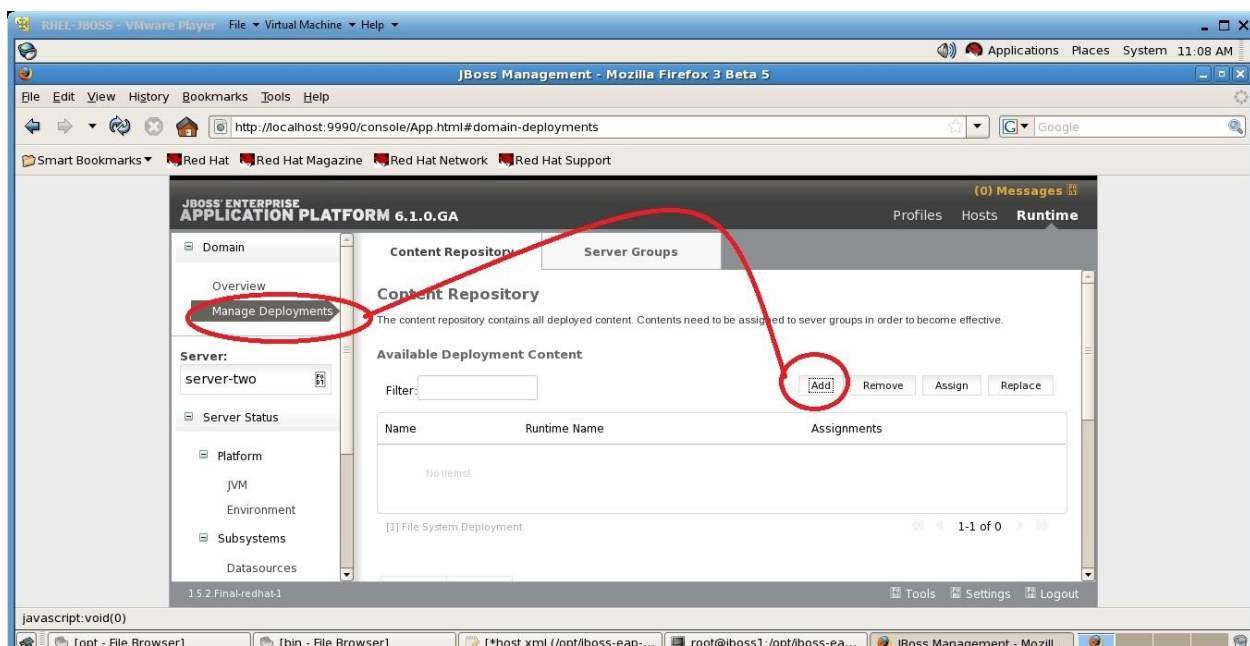 RHEL-JBOSS - VMware Player File Virtual Machine Help
Applications Places System 11:08 AM
JBoss Management - Mozilla Firefox 3 Beta 5
File Edit View History Bookmarks Tools Help
http://localhost:9990/console/App.html#domain-deployments
Google
Smart Bookmarks Red Hat Red Hat Magazine Red Hat Network Red Hat Support
(0) Messages
JBOSS' ENTERPRISE
APPLICATION PLATFORM 6.1.0.GA
Profiles Hosts Runtime
Domain
Overview
Manage Deployments
Server:
server-two
Server Status
Platform
JVM
Environment
Subsystems
Datasources
Content Repository Server Groups
Content Repository
The content repository contains all deployed content. Contents need to be assigned to sever groups in order to become effective.
Available Deployment Content
Filter:
Add Remove Assign Replace
Name Runtime Name Assignments
No items!
[1] File System Deployment
1-1 of 0
1.5.2.Final-redhat-1
Tools Settings Logout
javascript:void(0)
[opt - File Browser] [bin - File Browser] [*host.xml (/opt/jboss-eap-... root@jboss1:/opt/jboss-ea... JBoss Management - Mozill...